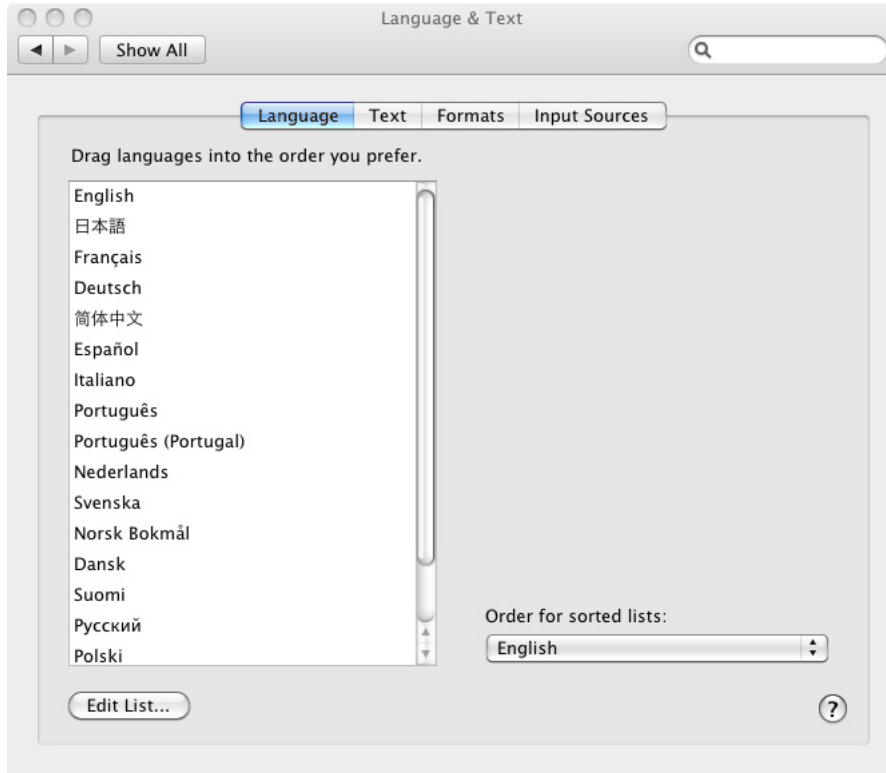 Language & Text
Show All
Language Text Formats Input Sources
Drag languages into the order you prefer.
English
日本語
Français
Deutsch
简体中文
Español
Italiano
Português
Português (Portugal)
Nederlands
Svenska
Norsk Bokmål
Dansk
Suomi
Русский
Polski
Order for sorted lists:
English
Edit List...
?